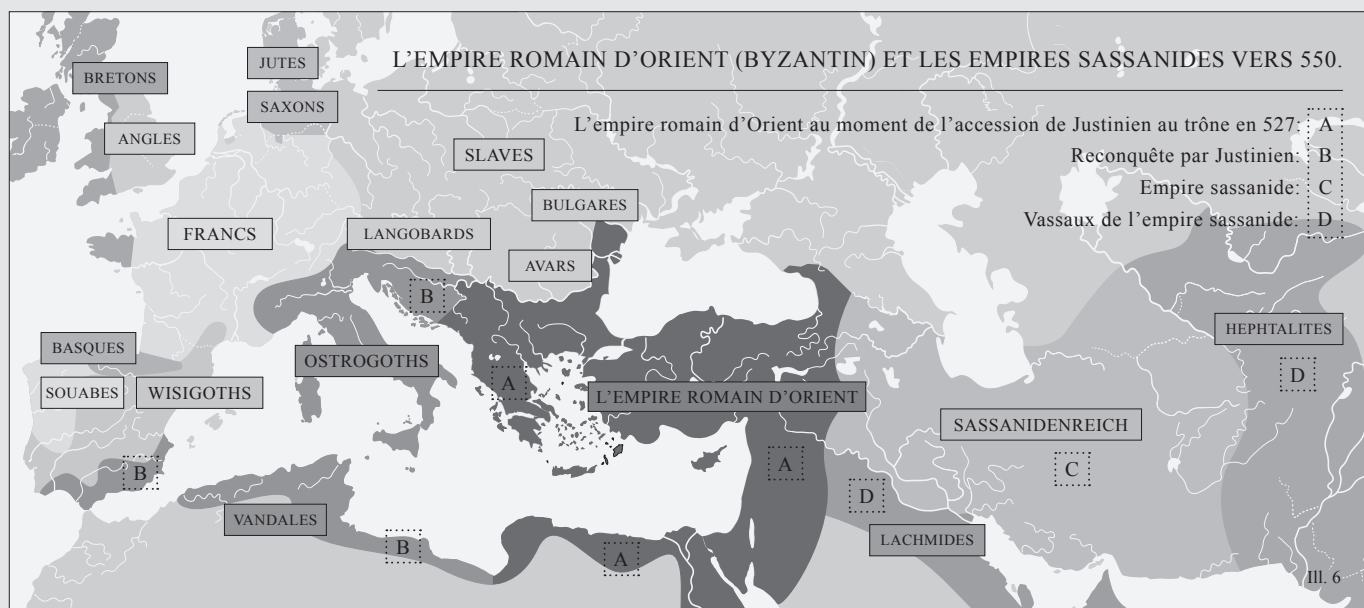 L’EMPIRE ROMAIN D’ORIENT (BYZANTIN) ET LES EMPIRES SASSANIDES VERS 550.
L’empire romain d’Orient au moment de l’accession de Justinien au trône en 527: A
Reconquête par Justinien: B
Empire sassanide: C
Vassaux de l’empire sassanide: D
BRETONS
JUTES
SAXONS
ANGLES
SLAVES
BULGARES
FRANCS
LANGOBARDS
AVARS
B
HEPHTALITES
D
BASQUES
OSTROGOTHS
SOUABES
WISIGOTHS
A
L’EMPIRE ROMAIN D’ORIENT
SASSANIDENREICH
C
B
A
D
VANDALES
B
A
LACHMIDES
Ill. 6